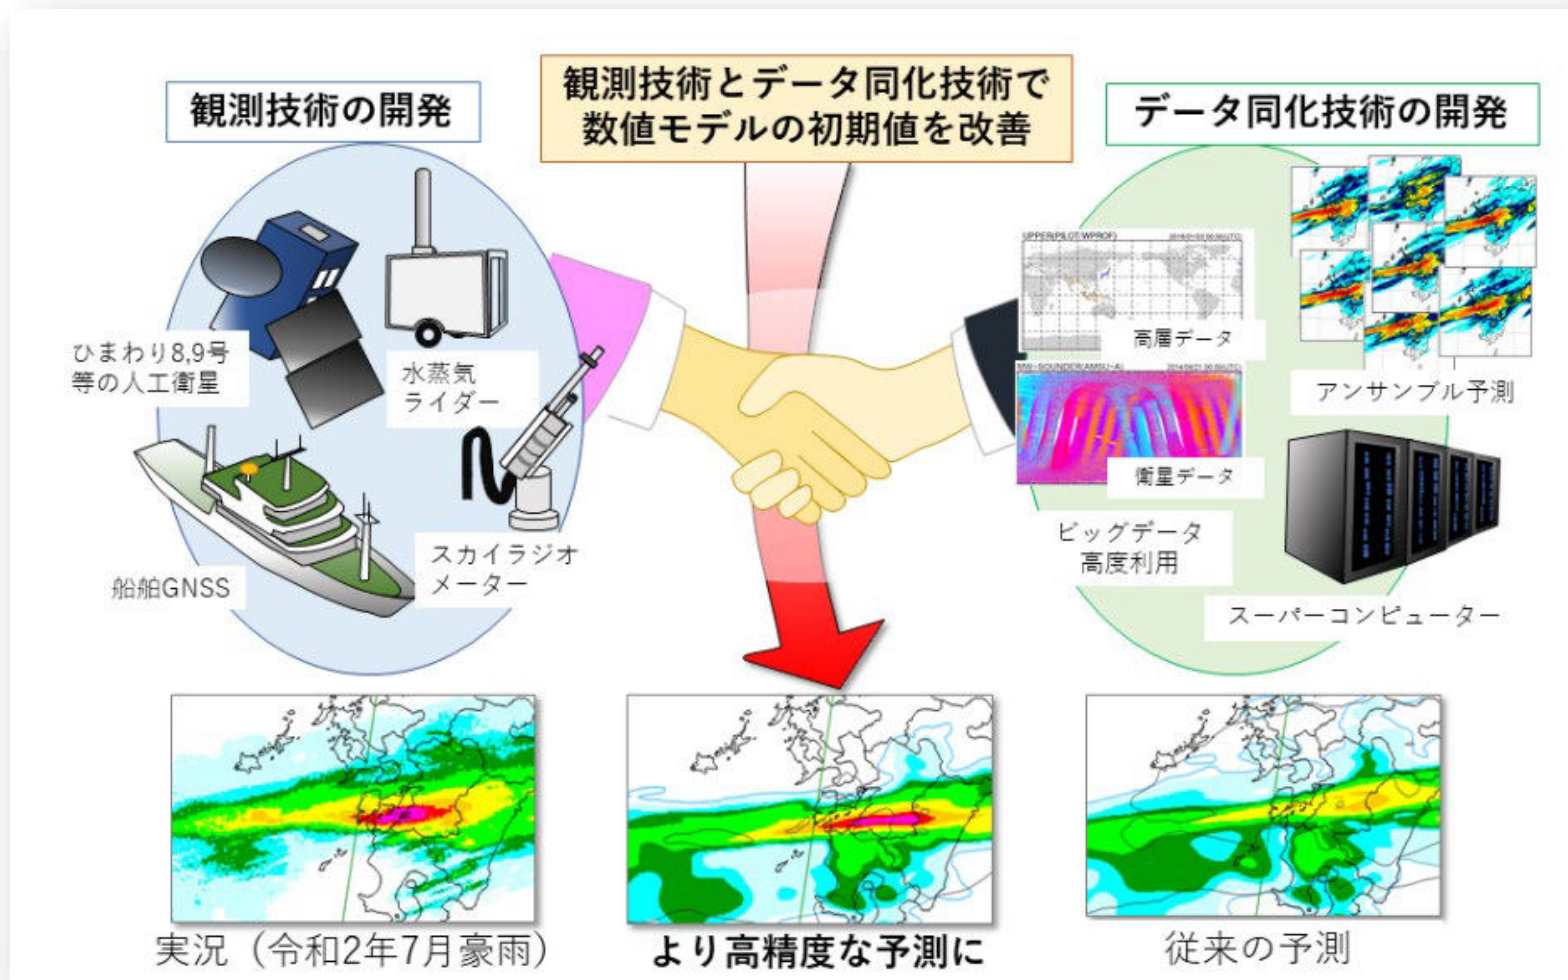 観測技術の開発
観測技術とデータ同化技術で
数値モデルの初期値を改善
データ同化技術の開発
ひまわり8,9号
等の人工衛星
水蒸気
ライダー
船舶GNSS
スカイラジオ
メーター
UPPER(PILOT/WPROF)
高層データ
MW-SOUNDER(AMSU-A)
衛星データ
ビッグデータ
高度利用
アンサンブル予測
スーパーコンピューター
実況（令和2年7月豪雨）
より高精度な予測に
従来の予測